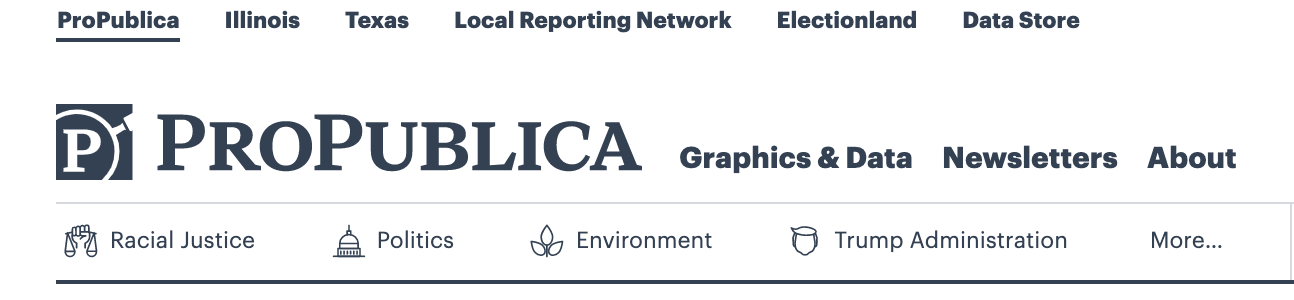 ProPublica Illinois Texas Local Reporting Network Electionland Data Store
P PROPUBLICA Graphics & Data Newsletters About
Racial Justice Politics Environment Trump Administration More...